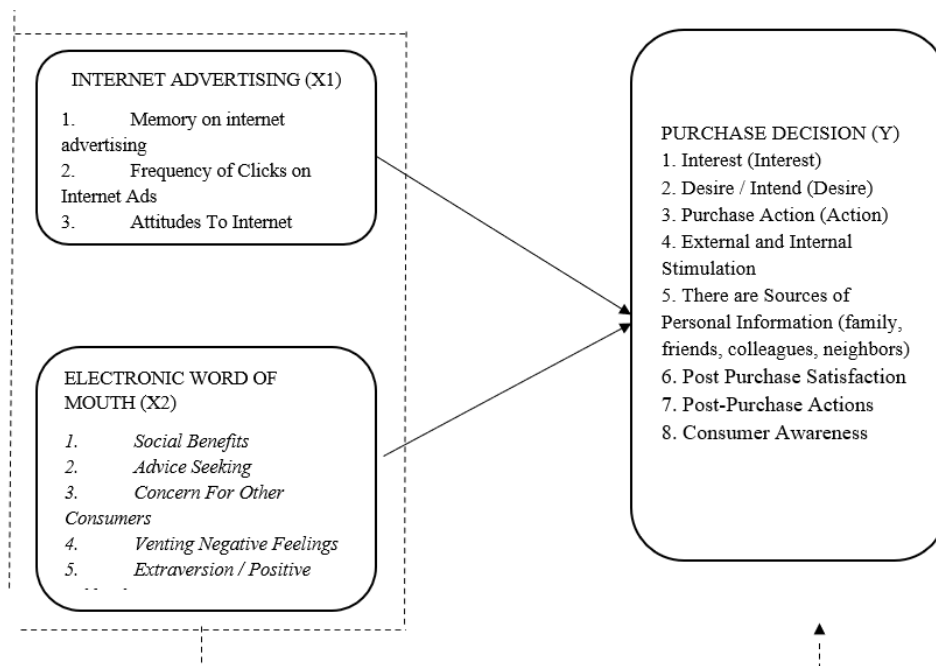 INTERNET ADVERTISING (X1)
1. Memory on internet
advertising
2. Frequency of Clicks on
Internet Ads
3. Attitudes To Internet
ELECTRONIC WORD OF
MOUTH (X2)
1. Social Benefits
2. Advice Seeking
3. Concern For Other
Consumers
4. Venting Negative Feelings
5. Extraversion / Positive
PURCHASE DECISION (Y)
1. Interest (Interest)
2. Desire / Intend (Desire)
3. Purchase Action (Action)
4. External and Internal
Stimulation
5. There are Sources of
Personal Information (family,
friends, colleagues, neighbors)
6. Post Purchase Satisfaction
7. Post-Purchase Actions
8. Consumer Awareness